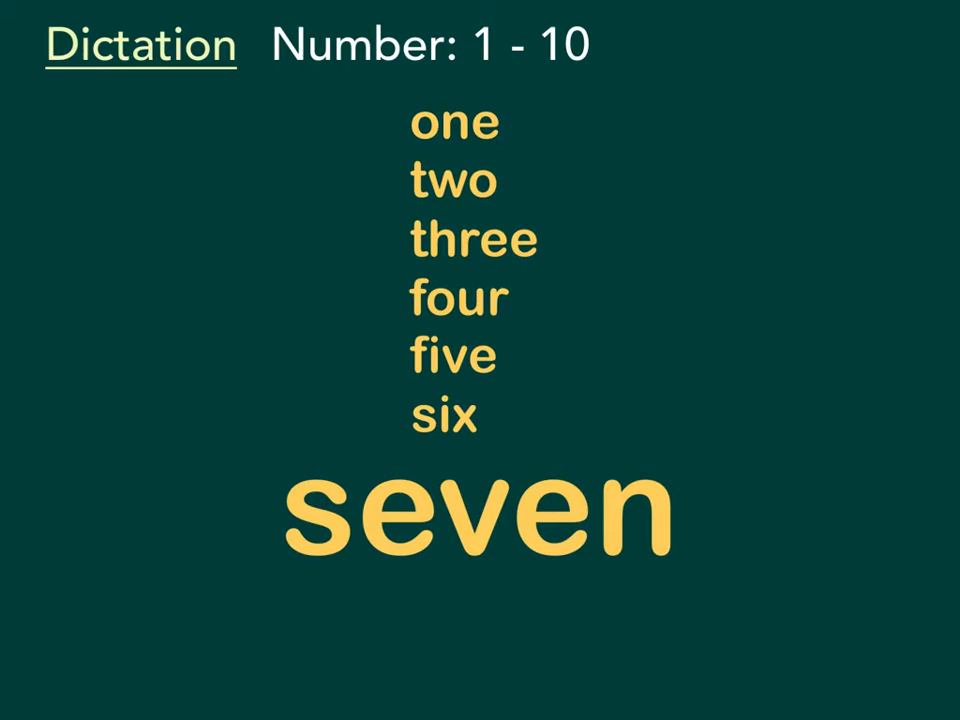 Dictation Number: 1 - 10
one
two
three
four
five
six
seven